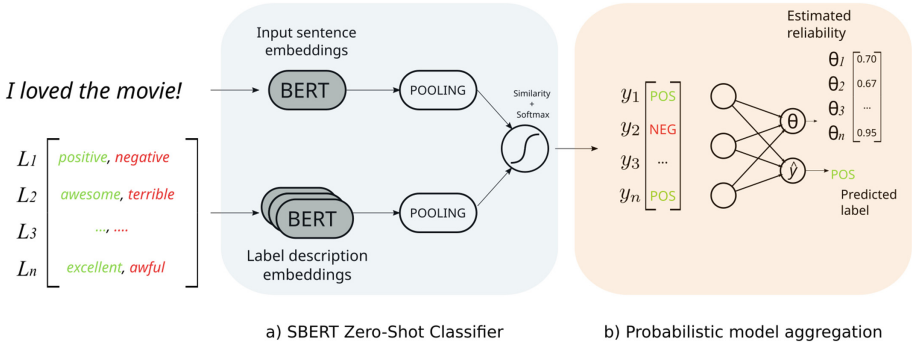 I loved the movie!
L1 positive, negative
L2 awesome, terrible
L3 ..., ....
Ln excellent, awful
Input sentence
embeddings
BERT
POOLING
BERT
POOLING
Label description
embeddings
Similarity
+
Softmax
a) SBERT Zero-Shot Classifier
y1 POS
y2 NEG
y3 ...
yn POS
θ
ŷ
Estimated
reliability
θ1 0.70
θ2 0.67
θ3 ...
θn 0.95
POS
Predicted
label
b) Probabilistic model aggregation